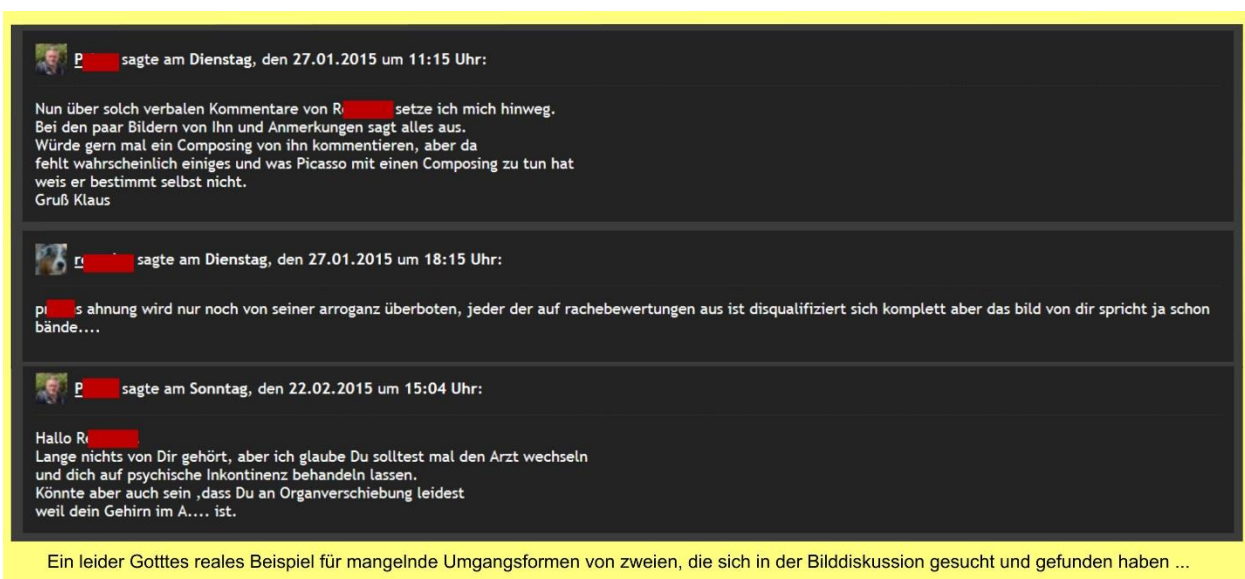 P sagte am Dienstag, den 27.01.2015 um 11:15 Uhr:
Nun über solch verbalen Kommentare von R setze ich mich hinweg.
Bei den paar Bildern von Ihn und Anmerkungen sagt alles aus.
Würde gern mal ein Composing von ihn kommentieren, aber da
fehlt wahrscheinlich einiges und was Picasso mit einen Composing zu tun hat
weis er bestimmt selbst nicht.
Gruß Klaus
r sagte am Dienstag, den 27.01.2015 um 18:15 Uhr:
p s ahnung wird nur noch von seiner arroganz überboten, jeder der auf rachebewertungen aus ist disqualifiziert sich komplett aber das bild von dir spricht ja schon
bände....
P sagte am Sonntag, den 22.02.2015 um 15:04 Uhr:
Hallo R
Lange nichts von Dir gehört, aber ich glaube Du solltest mal den Arzt wechseln
und dich auf psychische Inkontinenz behandeln lassen.
Könnte aber auch sein ,dass Du an Organverschiebung leidest
weil dein Gehirn im A.... ist.
Ein leider Gotttes reales Beispiel für mangelnde Umgangsformen von zweien, die sich in der Bilddiskussion gesucht und gefunden haben ...